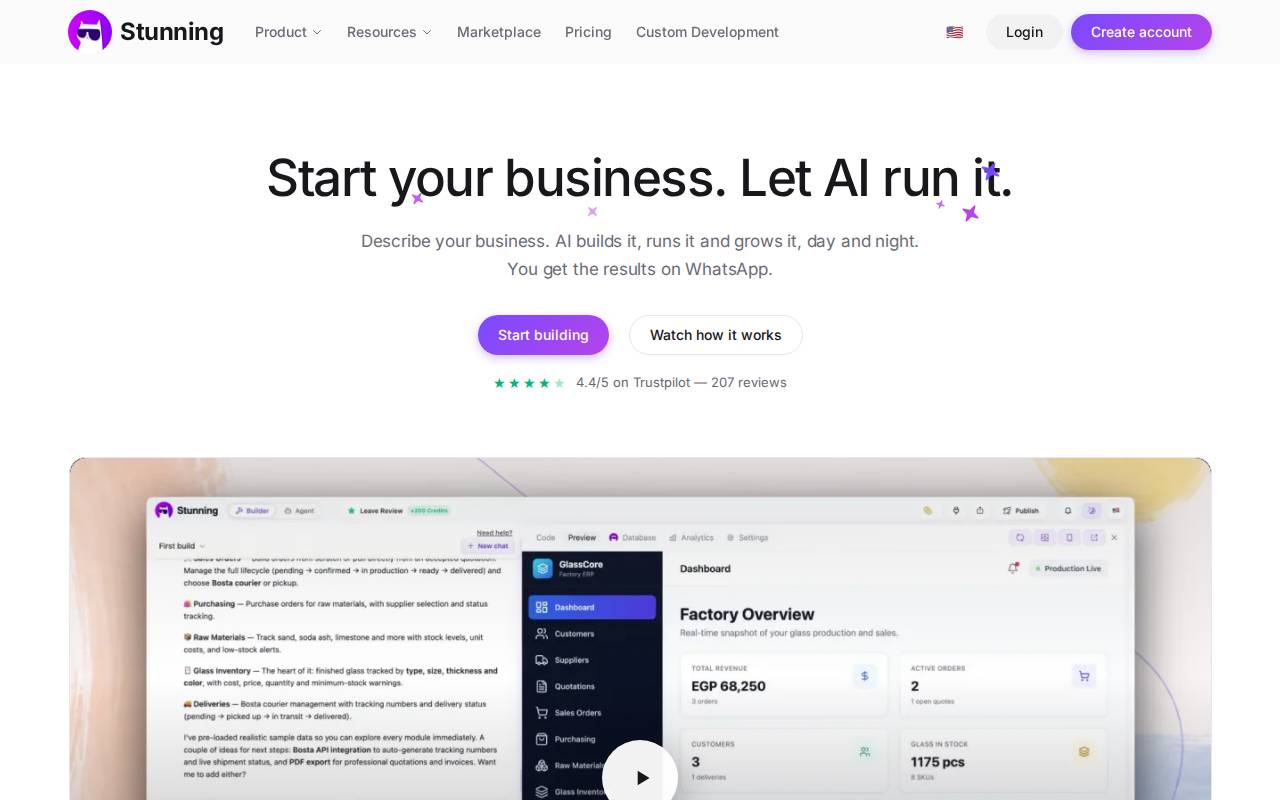 Stunning
Product
Resources
Marketplace
Pricing
Custom Development
Login
Create account
Start your business. Let AI run it.
Describe your business. AI builds it, runs it and grows it, day and night.
You get the results on WhatsApp.
Start building
Watch how it works
4.4/5 on Trustpilot — 207 reviews
Stunning
Builder
Agent
Leave Review
+200 Credits
Publish
Need help?
First build
+ New chat
Code
Preview
Database
Analytics
Settings
Manage the full lifecycle (pending → confirmed → in production → ready → delivered) and
choose Bosta courier or pickup.
Purchasing — Purchase orders for raw materials, with supplier selection and status
tracking.
Raw Materials — Track sand, soda ash, limestone and more with stock levels, unit
costs, and low-stock alerts.
Glass Inventory — The heart of it: finished glass tracked by type, size, thickness and
color, with cost, price, quantity and minimum-stock warnings.
Deliveries — Bosta courier management with tracking numbers and delivery status
(pending → picked up → in transit → delivered).
I've pre-loaded realistic sample data so you can explore every module immediately. A
couple of ideas for next steps: Bosta API integration to auto-generate tracking numbers
and live shipment status, and PDF export for professional quotations and invoices. Want
me to add either?
GlassCore
Factory ERP
Dashboard
Customers
Suppliers
Quotations
Sales Orders
Purchasing
Raw Materials
Glass Inventory
Dashboard
Production Live
Factory Overview
Real-time snapshot of your glass production and sales.
TOTAL REVENUE
EGP 68,250
3 orders
ACTIVE ORDERS
2
1 open quotes
CUSTOMERS
3
1 deliveries
GLASS IN STOCK
1175 pcs
8 SKUs